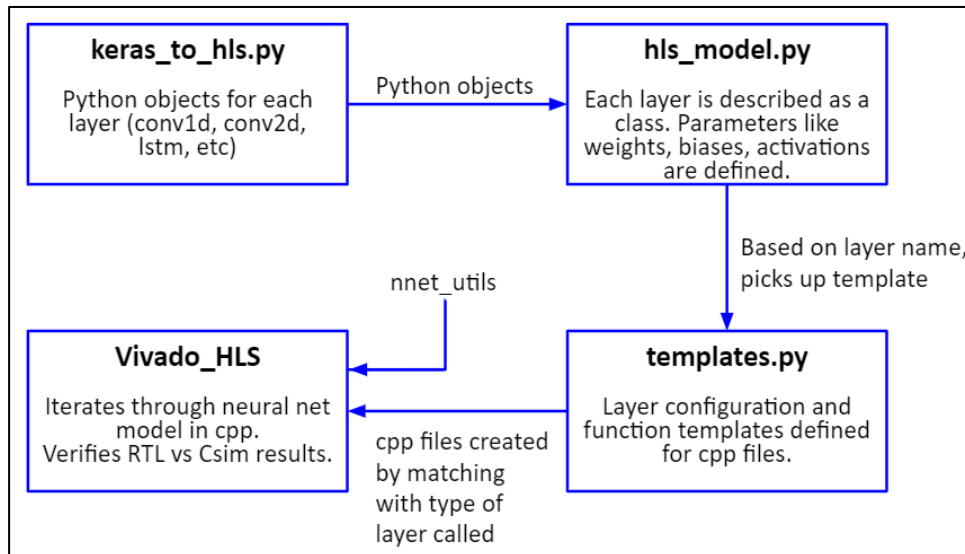 keras_to_hls.py
Python objects for each
layer (conv1d, conv2d,
lstm, etc)
Python objects
hls_model.py
Each layer is described as a
class. Parameters like
weights, biases, activations
are defined.
Based on layer name,
picks up template
templates.py
Layer configuration and
function templates defined
for cpp files.
cpp files created
by matching
with type of
layer called
nnet_utils
Vivado_HLS
Iterates through neural net
model in cpp.
Verifies RTL vs Csim results.